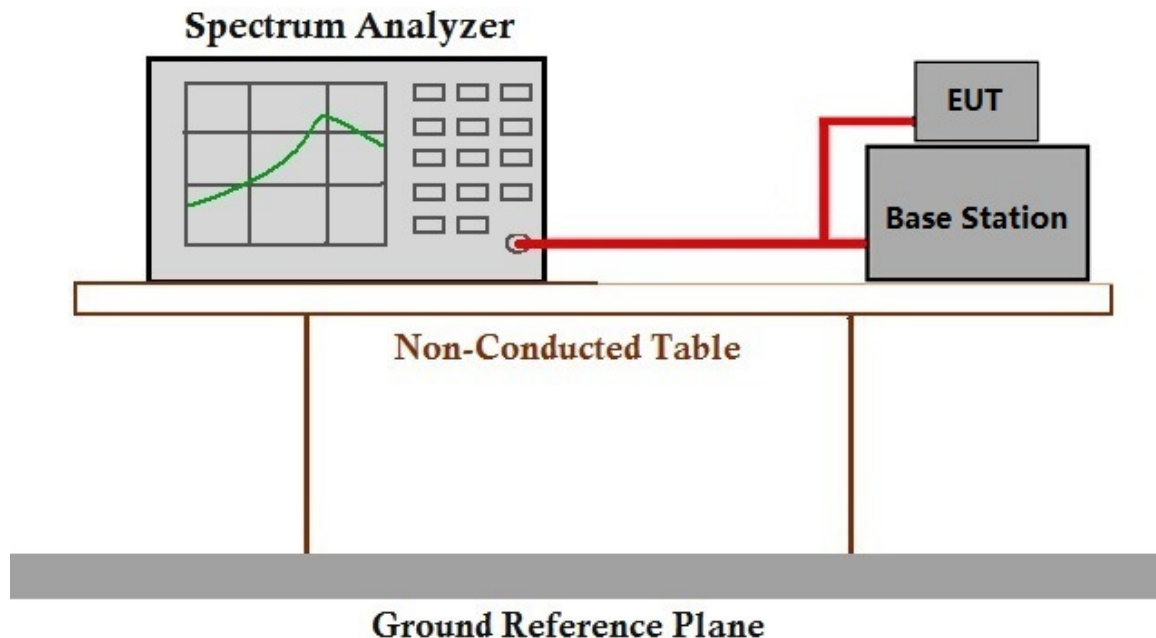 Spectrum Analyzer
EUT
Base Station
Non-Conducted Table
Ground Reference Plane